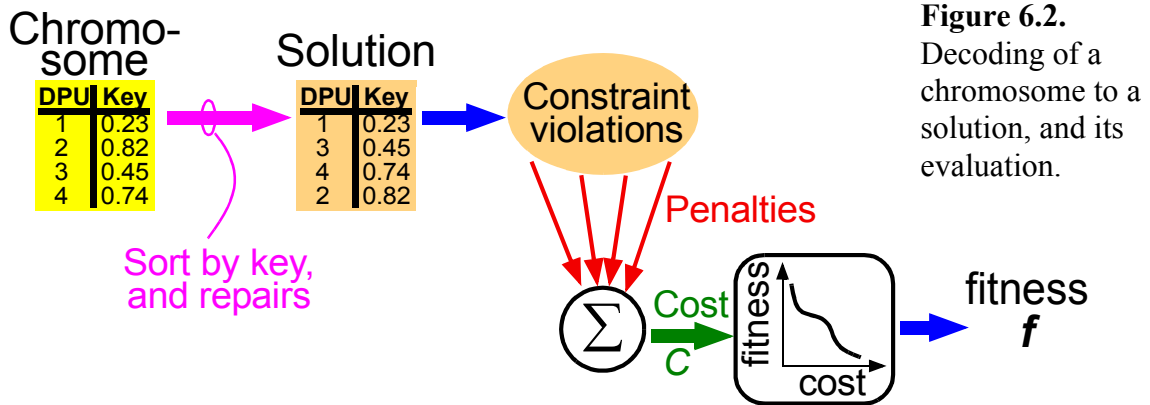 Chromo-
some
DPU Key
1 0.23
2 0.82
3 0.45
4 0.74
Sort by key,
and repairs
Solution
DPU Key
1 0.23
3 0.45
4 0.74
2 0.82
Constraint
violations
Penalties
Σ
Cost
C
fitness
cost
fitness
f
Figure 6.2.
Decoding of a
chromosome to a
solution, and its
evaluation.